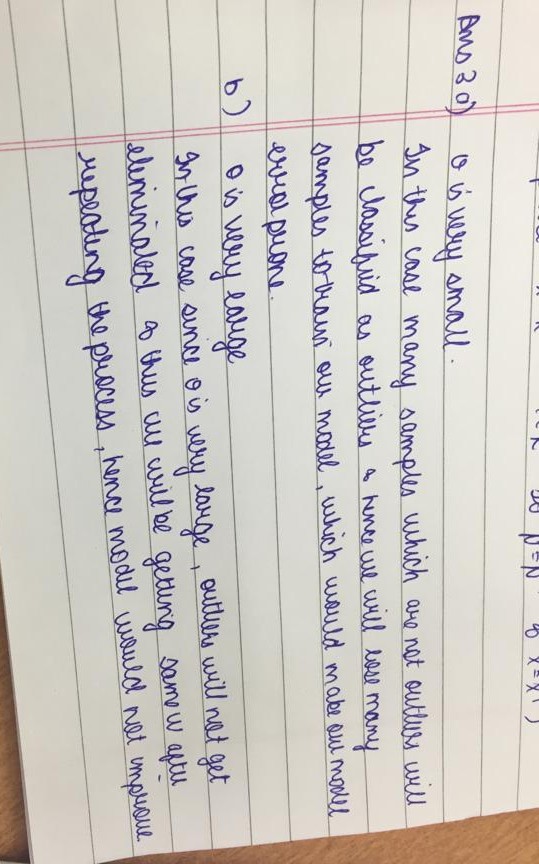 so N=N
x=x
Ans 3 a) θ is very small.
In this case many samples which are not outliers will
be classified as outliers & hence we will lose many
samples to train our model, which would make our model
error prone.
b) θ is very large
In this case since θ is very large, outliers will not get
eliminated & thus we will be getting same w after
repeating the process, hence model would not improve